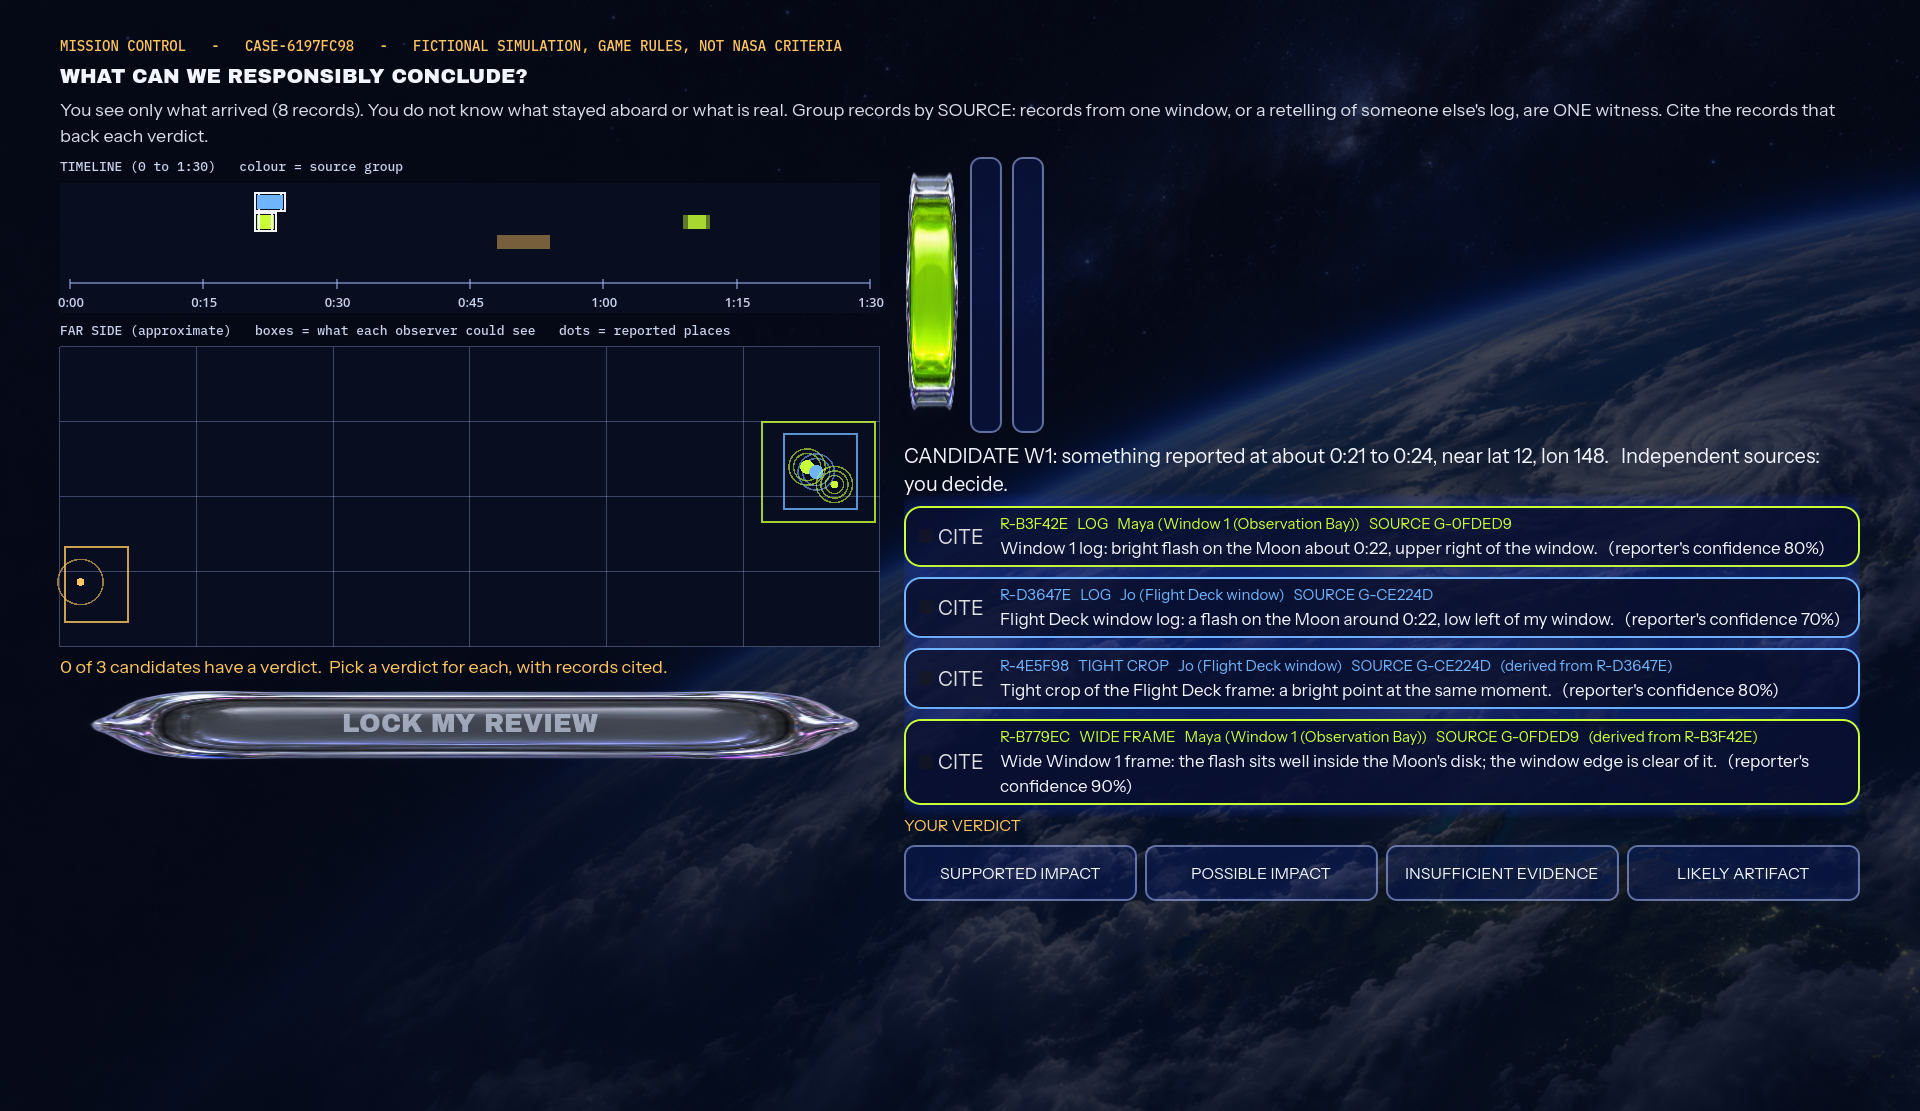 MISSION CONTROL - CASE-6197FC98 - FICTIONAL SIMULATION, GAME RULES, NOT NASA CRITERIA
WHAT CAN WE RESPONSIBLY CONCLUDE?
You see only what arrived (8 records). You do not know what stayed aboard or what is real. Group records by SOURCE: records from one window, or a retelling of someone else's log, are ONE witness. Cite the records that
back each verdict.
TIMELINE (0 to 1:30) colour = source group
0:00 0:15 0:30 0:45 1:00 1:15 1:30
FAR SIDE (approximate) boxes = what each observer could see dots = reported places
0 of 3 candidates have a verdict. Pick a verdict for each, with records cited.
LOCK MY REVIEW
CANDIDATE W1: something reported at about 0:21 to 0:24, near lat 12, lon 148. Independent sources:
you decide.
CITE
R-B3F42E LOG Maya (Window 1 (Observation Bay)) SOURCE G-0FDED9
Window 1 log: bright flash on the Moon about 0:22, upper right of the window. (reporter's confidence 80%)
CITE
R-D3647E LOG Jo (Flight Deck window) SOURCE G-CE224D
Flight Deck window log: a flash on the Moon around 0:22, low left of my window. (reporter's confidence 70%)
CITE
R-4E5F98 TIGHT CROP Jo (Flight Deck window) SOURCE G-CE224D (derived from R-D3647E)
Tight crop of the Flight Deck frame: a bright point at the same moment. (reporter's confidence 80%)
CITE
R-B779EC WIDE FRAME Maya (Window 1 (Observation Bay)) SOURCE G-0FDED9 (derived from R-B3F42E)
Wide Window 1 frame: the flash sits well inside the Moon's disk; the window edge is clear of it. (reporter's
confidence 90%)
YOUR VERDICT
SUPPORTED IMPACT
POSSIBLE IMPACT
INSUFFICIENT EVIDENCE
LIKELY ARTIFACT